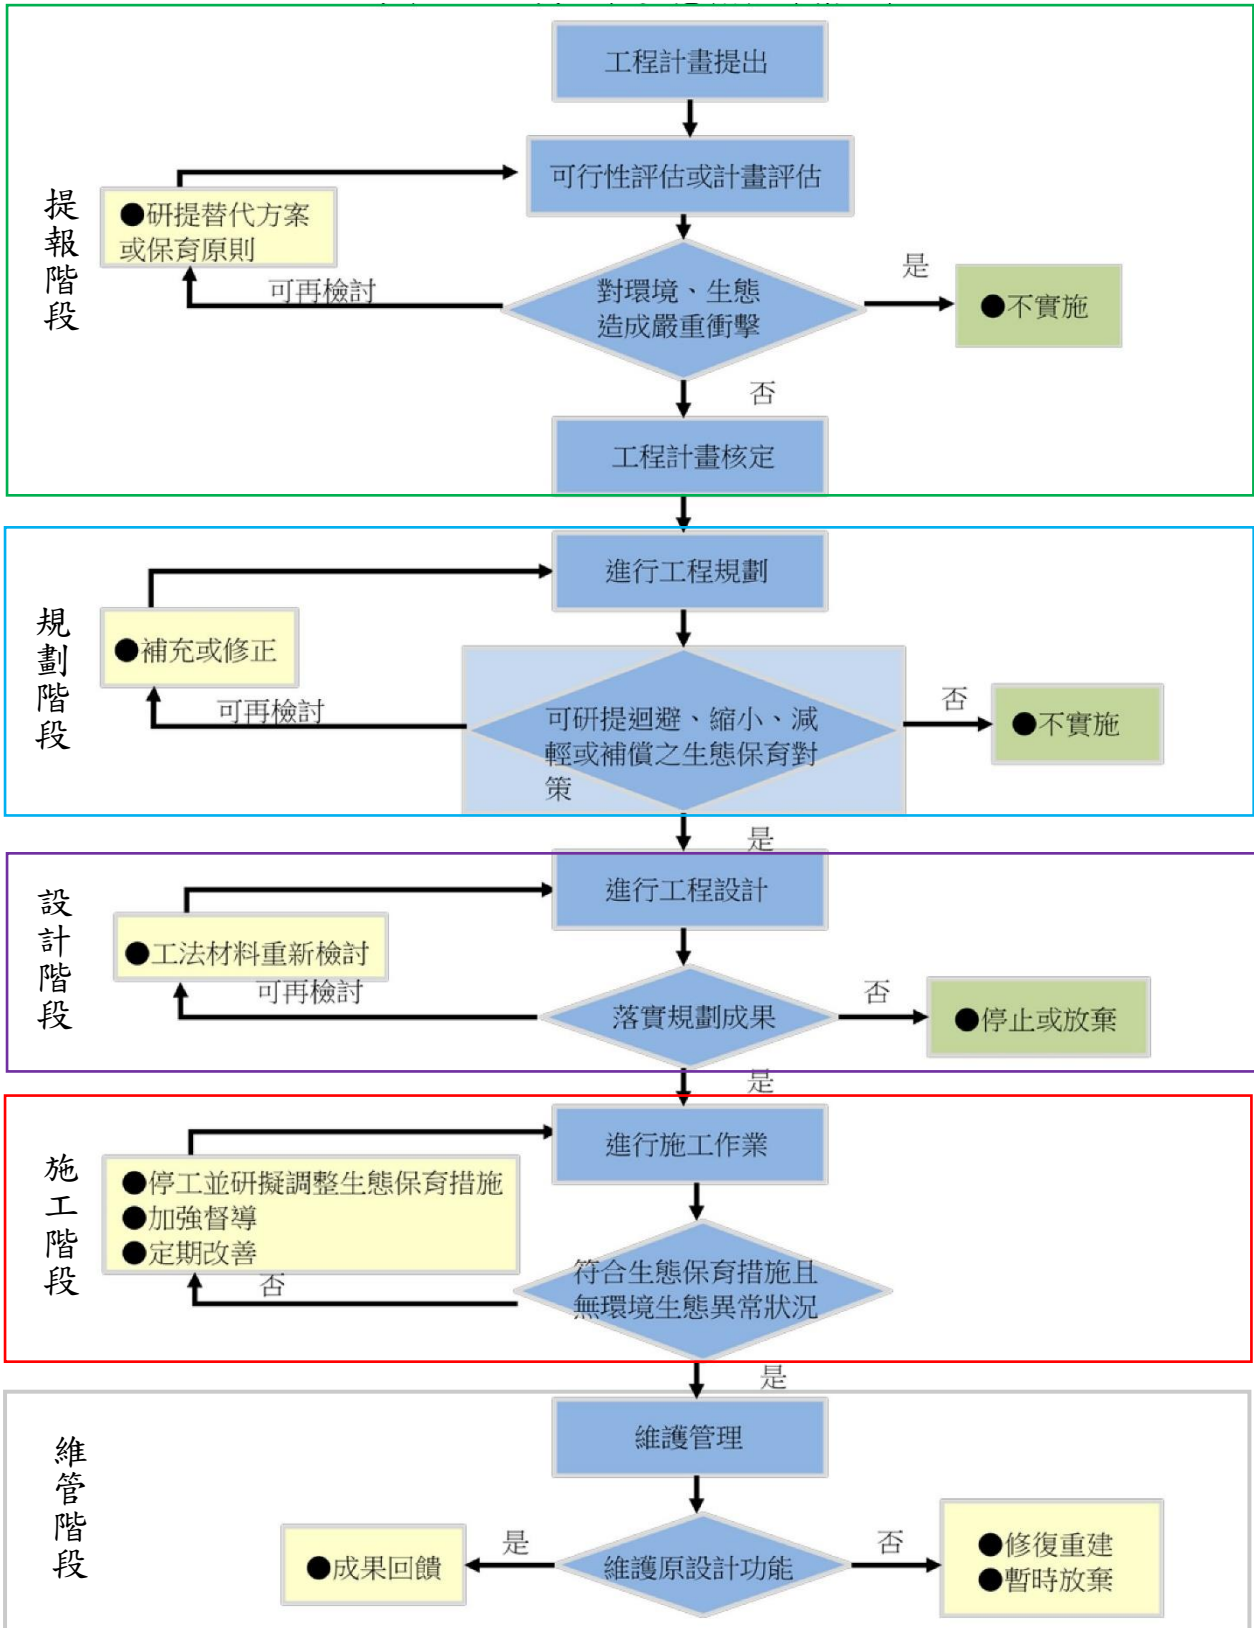 工程計畫提出
可行性評估或計畫評估
提報階段
●研提替代方案
或保育原則
可再檢討
對環境、生態
造成嚴重衝擊
是
●不實施
否
工程計畫核定
進行工程規劃
規劃階段
●補充或修正
可再檢討
可研提迴避、縮小、減
輕或補償之生態保育對
策
否
●不實施
是
進行工程設計
設計階段
●工法材料重新檢討
可再檢討
落實規劃成果
否
●停止或放棄
是
進行施工作業
施工階段
●停工並研擬調整生態保育措施
●加強督導
●定期改善
否
符合生態保育措施且
無環境生態異常狀況
是
維護管理
維管階段
●成果回饋
是
維護原設計功能
否
●修復重建
●暫時放棄